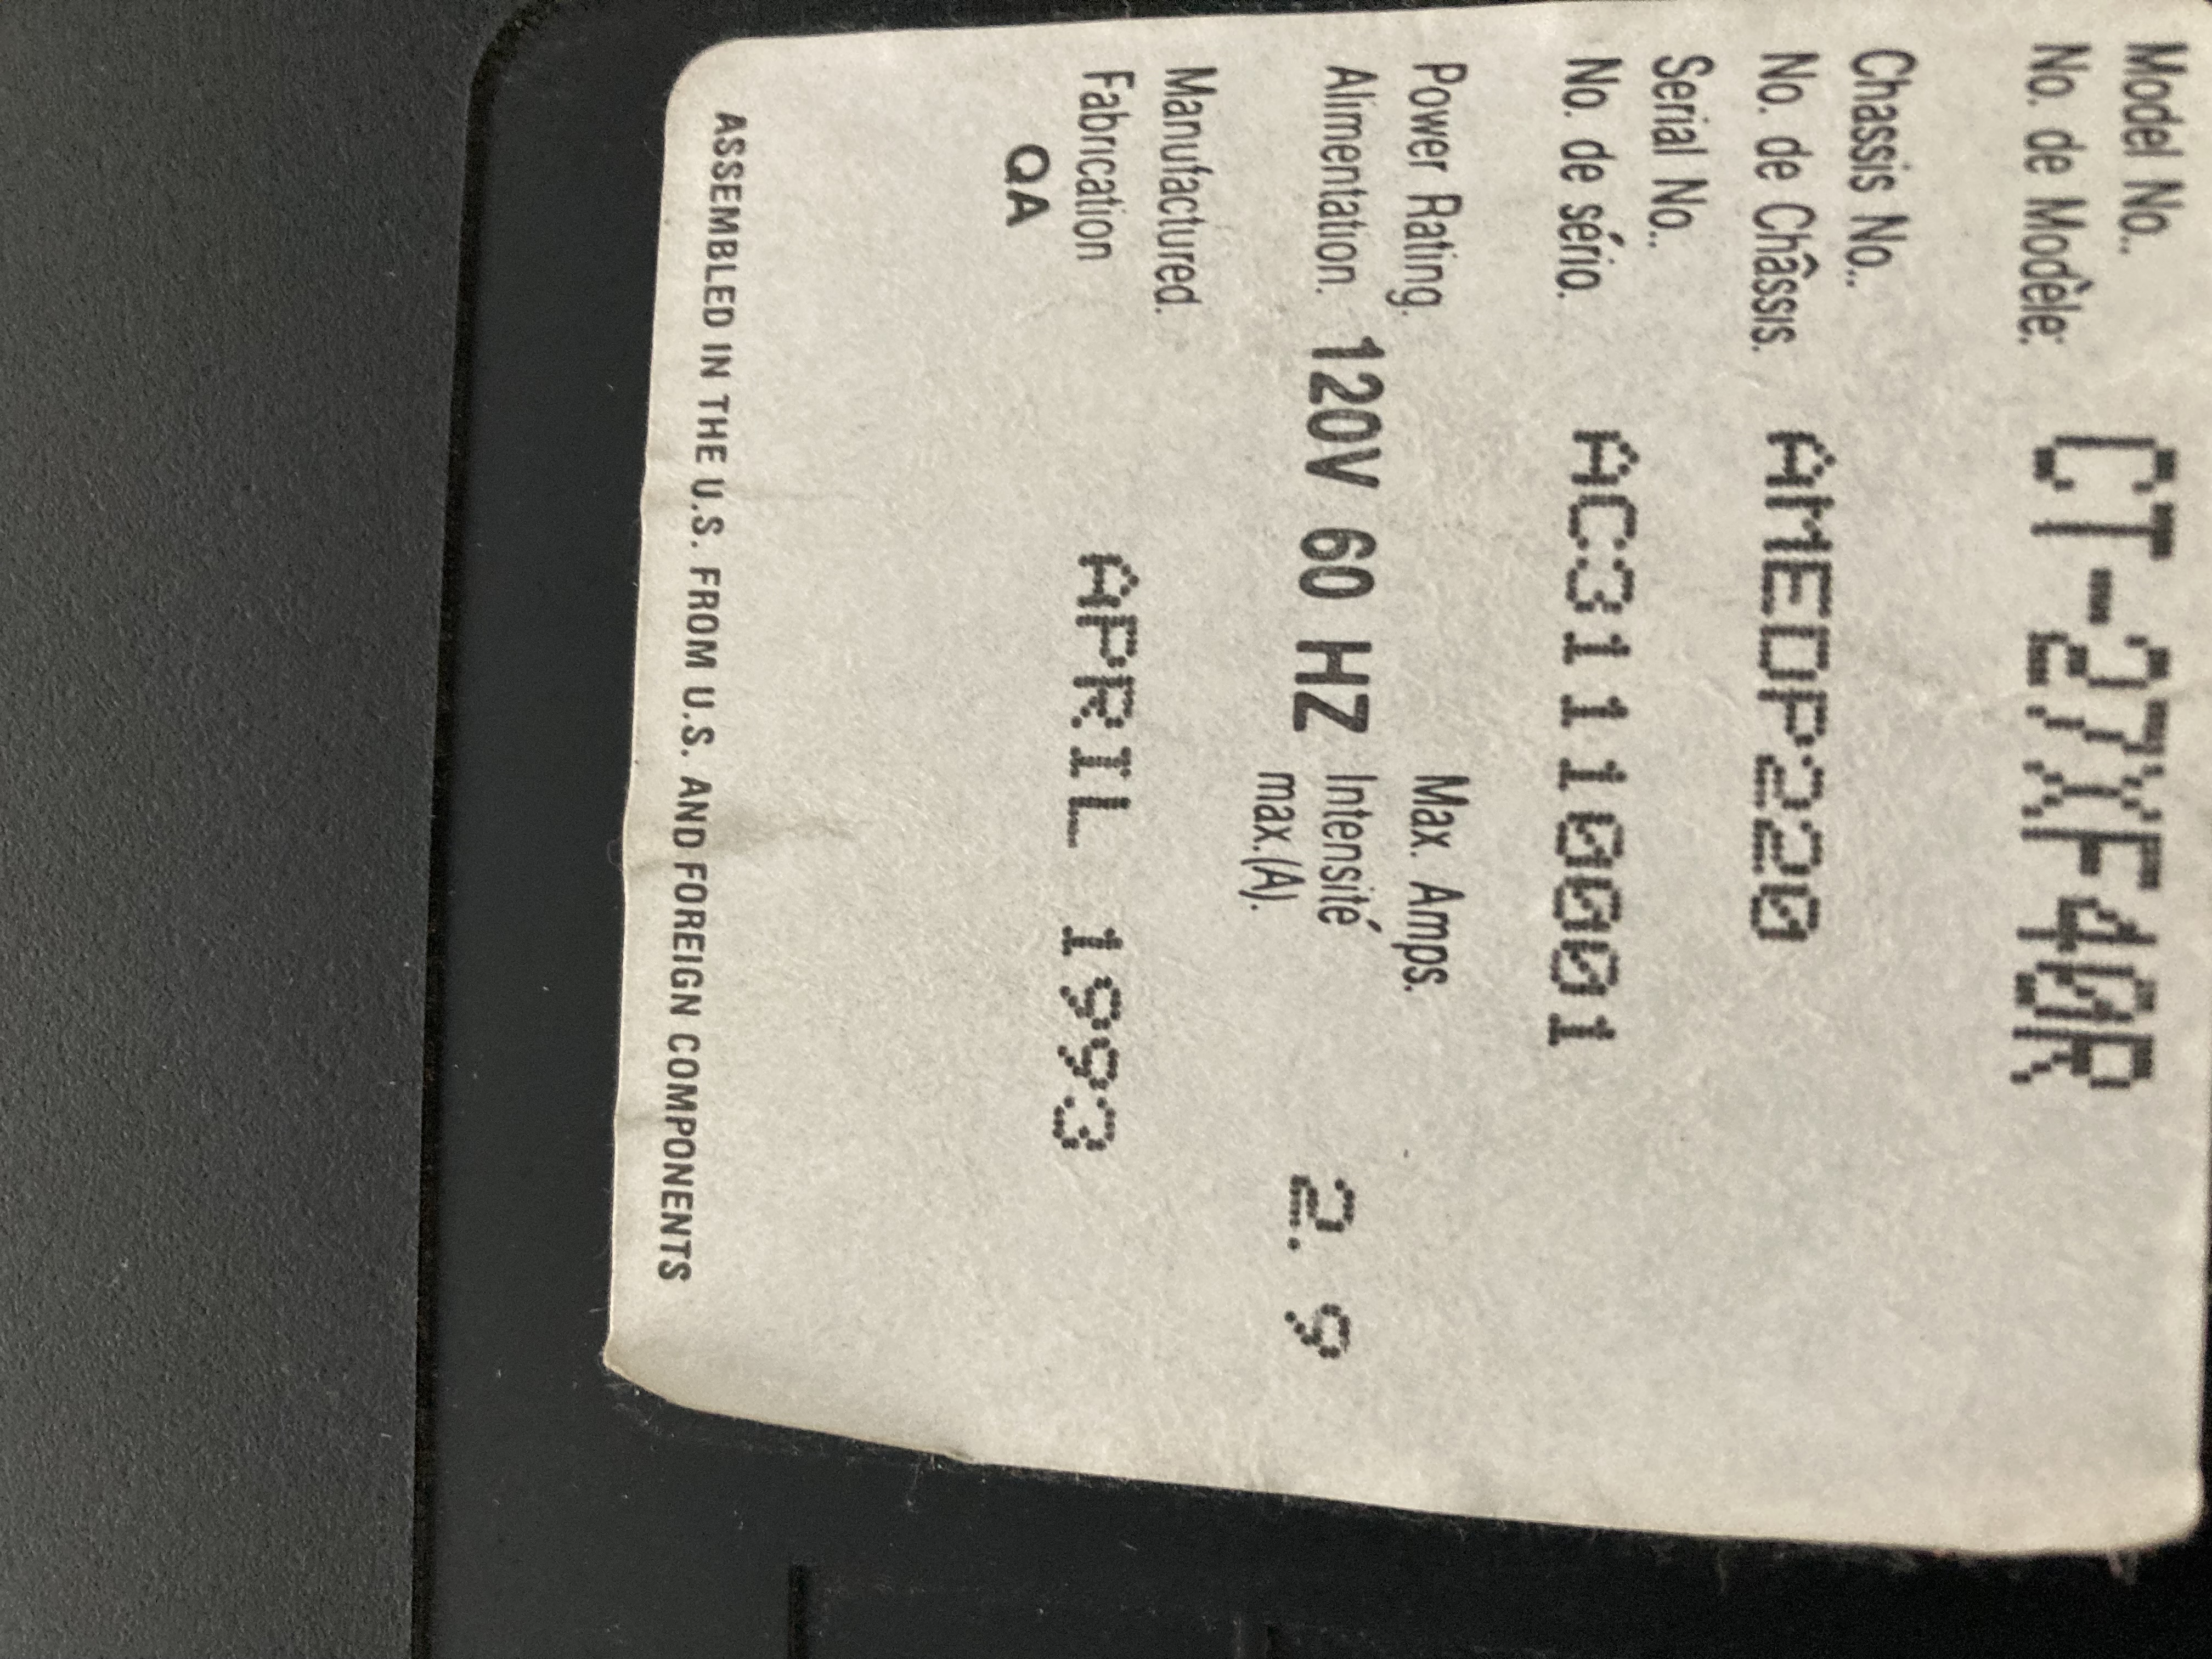 Model No..
No. de Modèle: CT-27XF40R
Chassis No..
No. de Châssis. AMEDP220
Serial No..
No. de sério. AC311110001
Power Rating. Max. Amps.
Alimentation. 120V 60 HZ Intensité 2.9
max.(A).
Manufactured.
Fabrication APRIL 1993
QA
ASSEMBLED IN THE U.S. FROM U.S. AND FOREIGN COMPONENTS